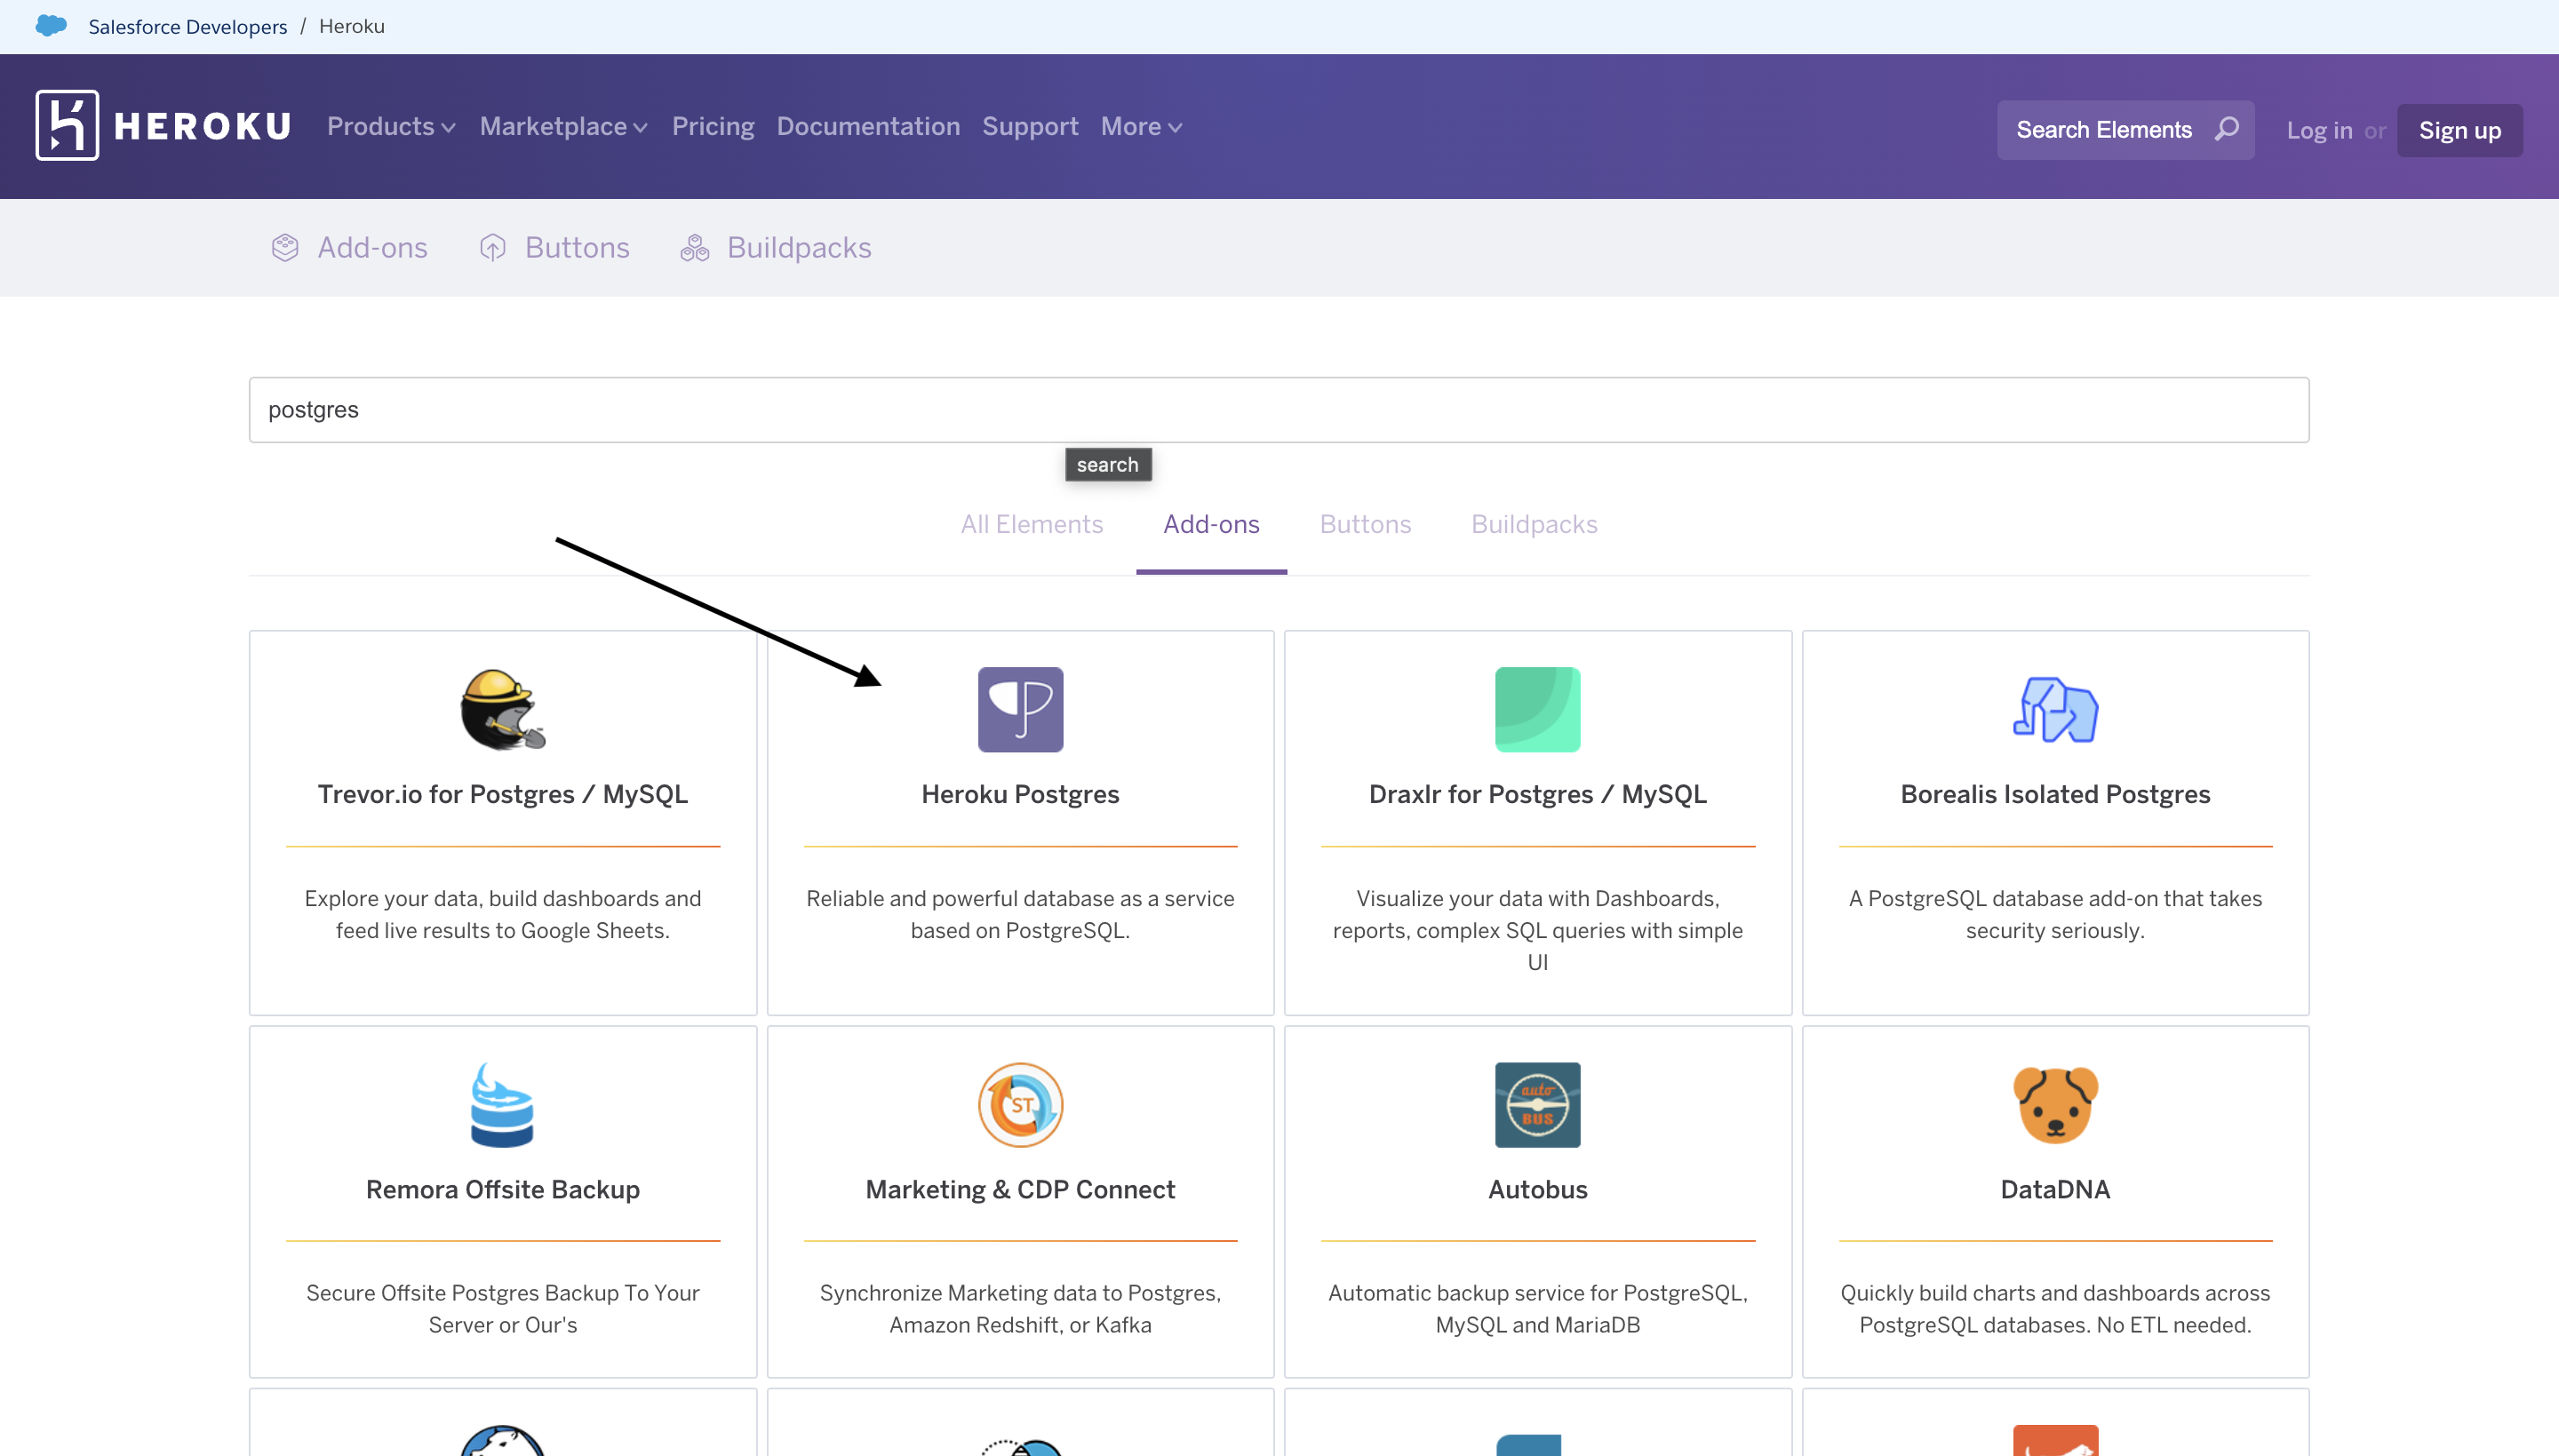 Salesforce Developers / Heroku
HEROKU Products Marketplace Pricing Documentation Support More Search Elements Log in or Sign up
Add-ons Buttons Buildpacks
postgres
search
All Elements Add-ons Buttons Buildpacks
Trevor.io for Postgres / MySQL
Explore your data, build dashboards and
feed live results to Google Sheets.
Heroku Postgres
Reliable and powerful database as a service
based on PostgreSQL.
Draxlr for Postgres / MySQL
Visualize your data with Dashboards,
reports, complex SQL queries with simple
UI
Borealis Isolated Postgres
A PostgreSQL database add-on that takes
security seriously.
Remora Offsite Backup
Secure Offsite Postgres Backup To Your
Server or Our's
ST
Marketing & CDP Connect
Synchronize Marketing data to Postgres,
Amazon Redshift, or Kafka
auto
BUS
Autobus
Automatic backup service for PostgreSQL,
MySQL and MariaDB
DataDNA
Quickly build charts and dashboards across
PostgreSQL databases. No ETL needed.